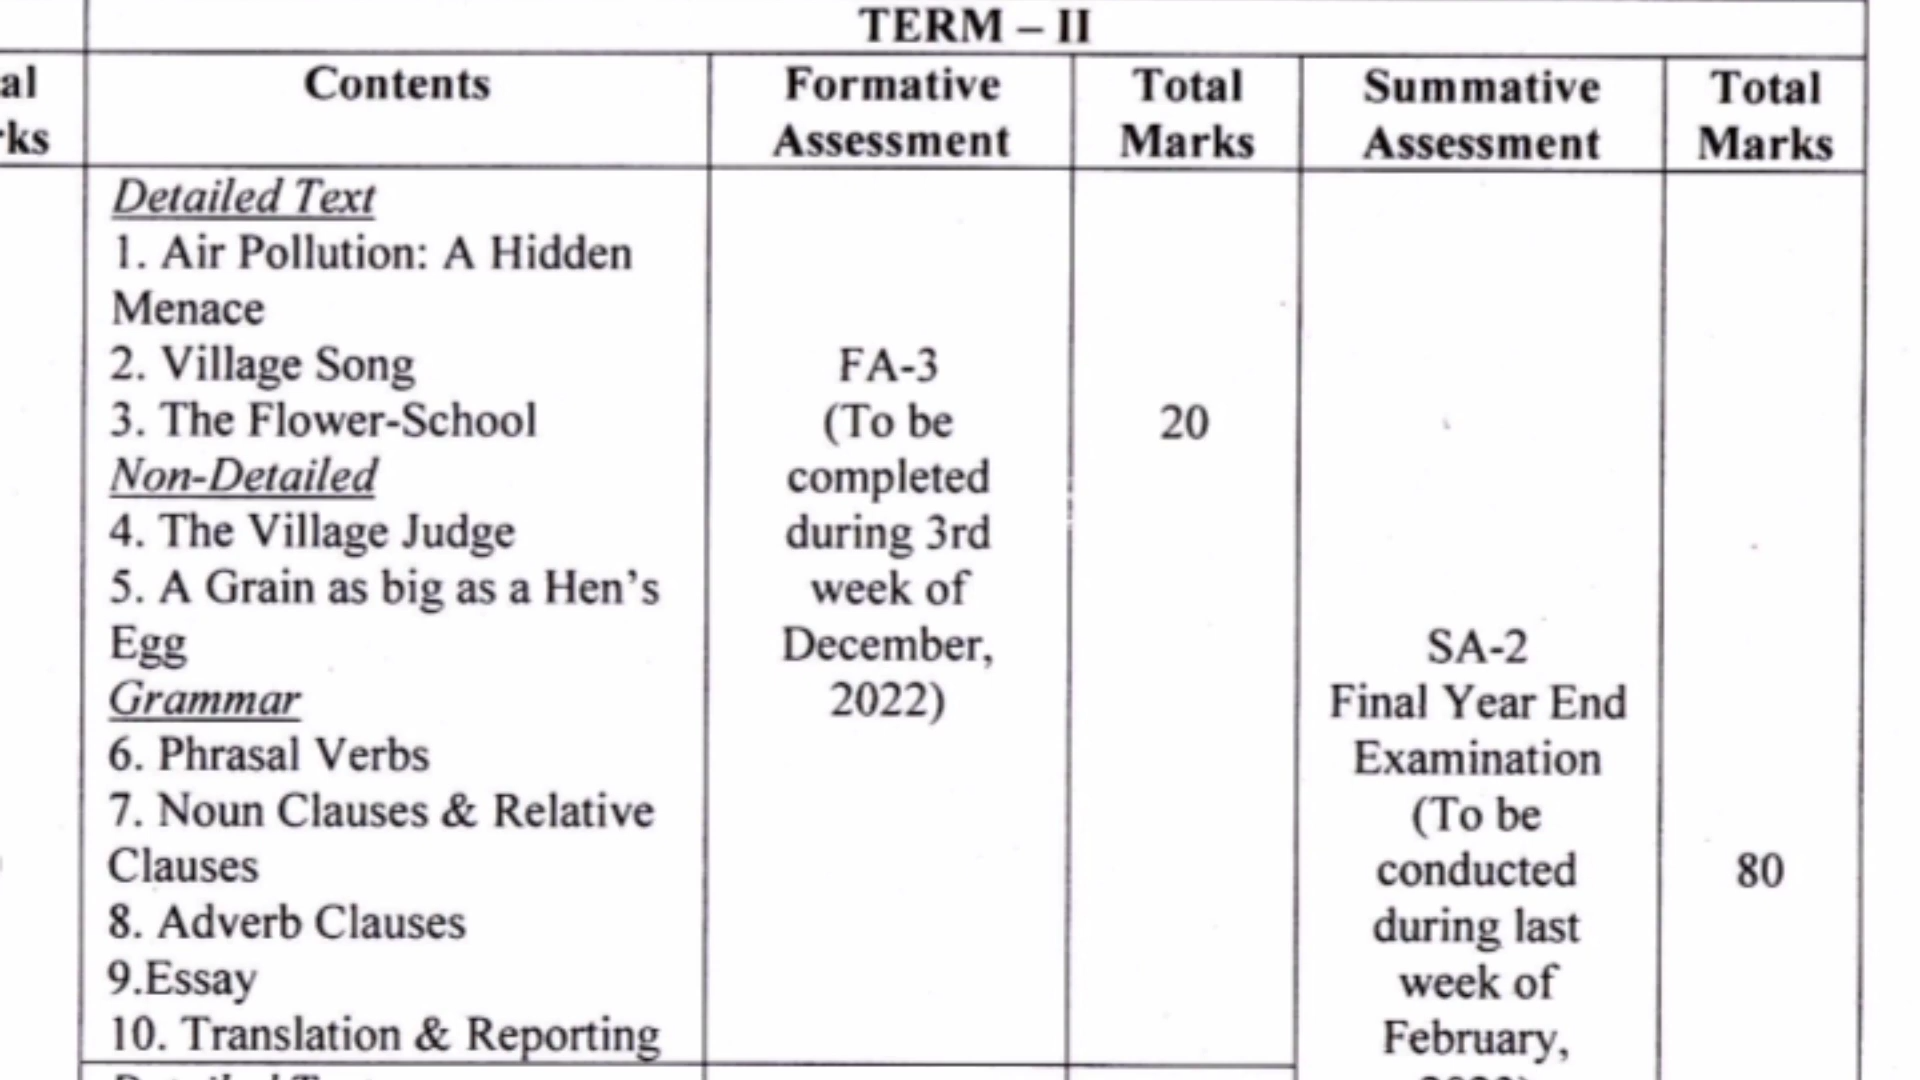 TERM – II
al
rks
Contents
Formative
Assessment
Total
Marks
Summative
Assessment
Total
Marks
Detailed Text
1. Air Pollution: A Hidden
Menace
2. Village Song
3. The Flower-School
Non-Detailed
4. The Village Judge
5. A Grain as big as a Hen’s
Egg
Grammar
6. Phrasal Verbs
7. Noun Clauses & Relative
Clauses
8. Adverb Clauses
9.Essay
10. Translation & Reporting
FA-3
(To be
completed
during 3rd
week of
December,
2022)
20
SA-2
Final Year End
Examination
(To be
conducted
during last
week of
February,
80